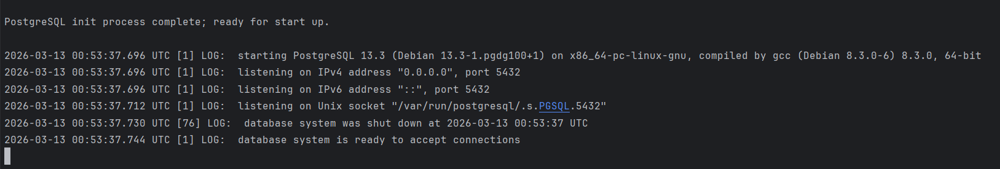 PostgreSQL init process complete; ready for start up.
2026-03-13 00:53:37.696 UTC [1] LOG:  starting PostgreSQL 13.3 (Debian 13.3-1.pgdg100+1) on x86_64-pc-linux-gnu, compiled by gcc (Debian 8.3.0-6) 8.3.0, 64-bit
2026-03-13 00:53:37.696 UTC [1] LOG:  listening on IPv4 address "0.0.0.0", port 5432
2026-03-13 00:53:37.696 UTC [1] LOG:  listening on IPv6 address "::", port 5432
2026-03-13 00:53:37.712 UTC [1] LOG:  listening on Unix socket "/var/run/postgresql/.s.PGSQL.5432"
2026-03-13 00:53:37.730 UTC [76] LOG:  database system was shut down at 2026-03-13 00:53:37 UTC
2026-03-13 00:53:37.744 UTC [1] LOG:  database system is ready to accept connections